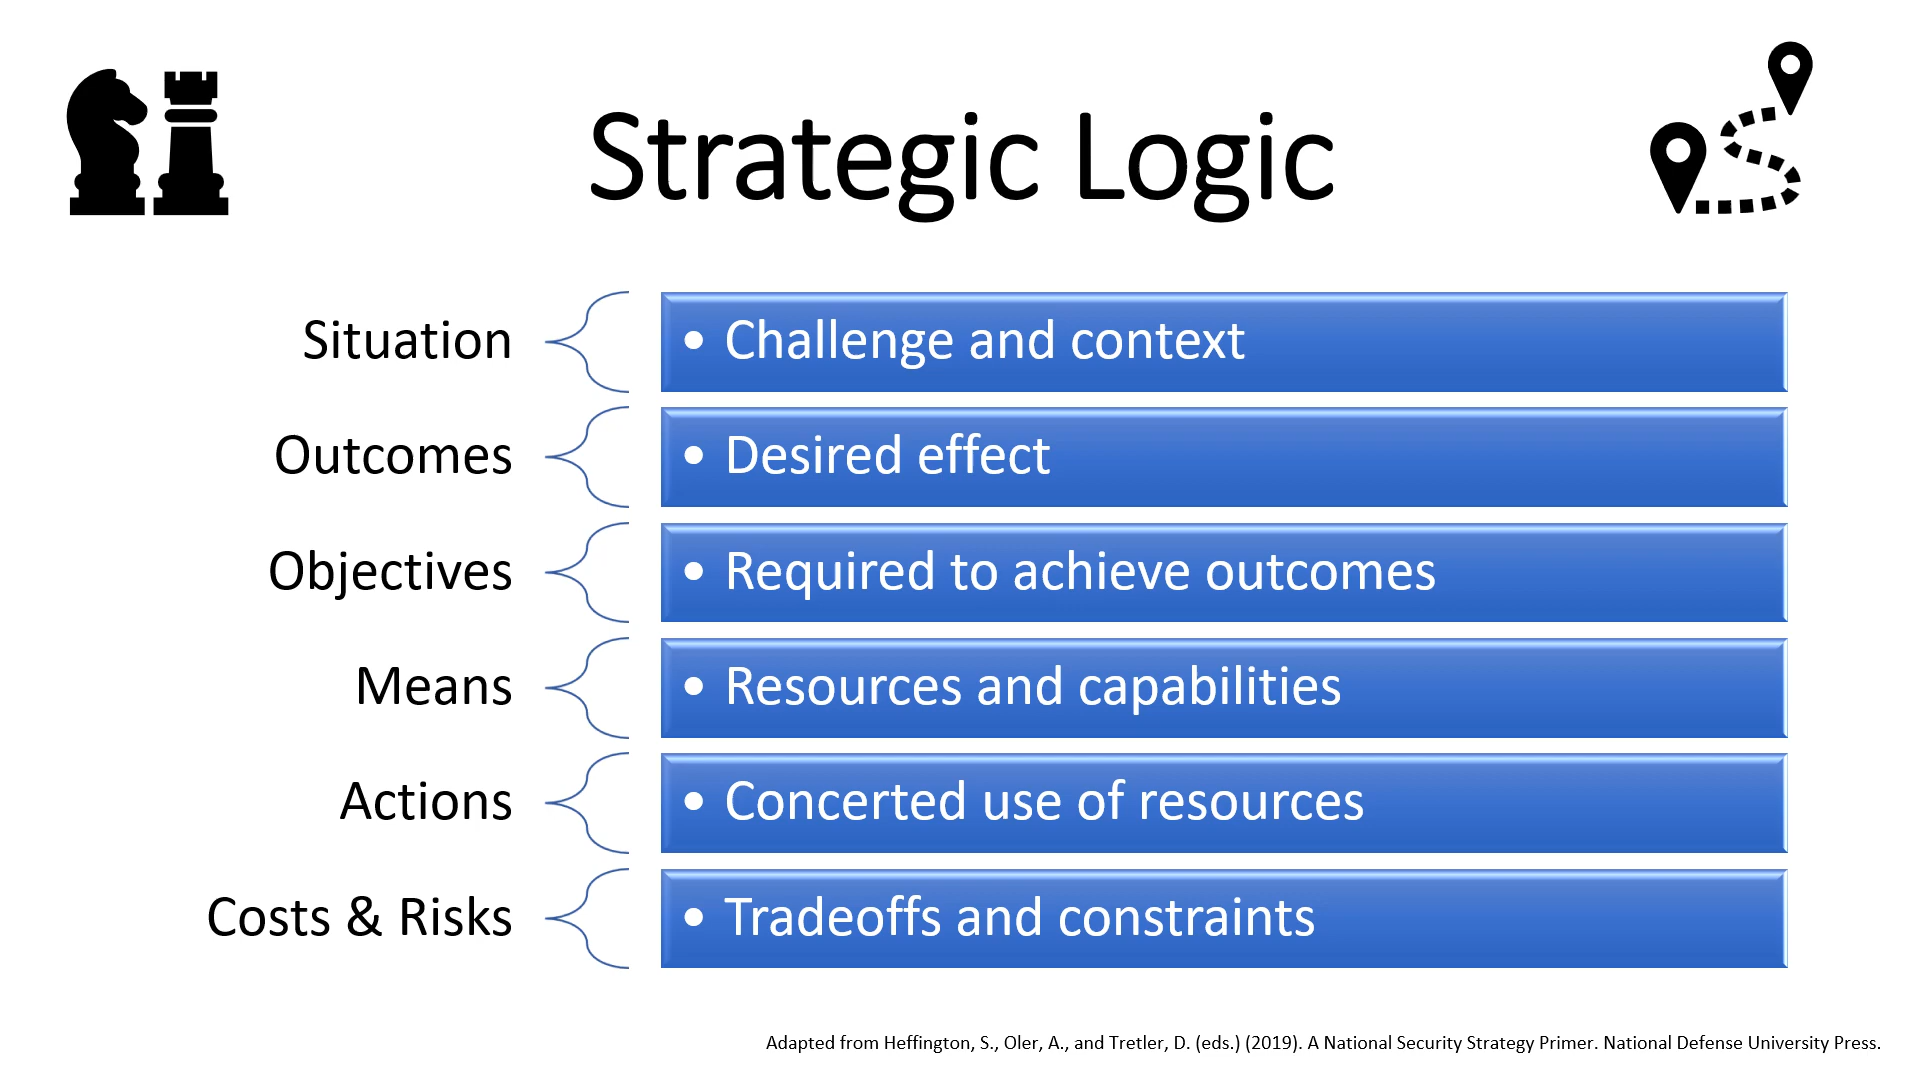 Strategic Logic
Situation
• Challenge and context
Outcomes
• Desired effect
Objectives
• Required to achieve outcomes
Means
• Resources and capabilities
Actions
• Concerted use of resources
Costs & Risks
• Tradeoffs and constraints
Adapted from Heffington, S., Oler, A., and Tretler, D. (eds.) (2019). A National Security Strategy Primer. National Defense University Press.